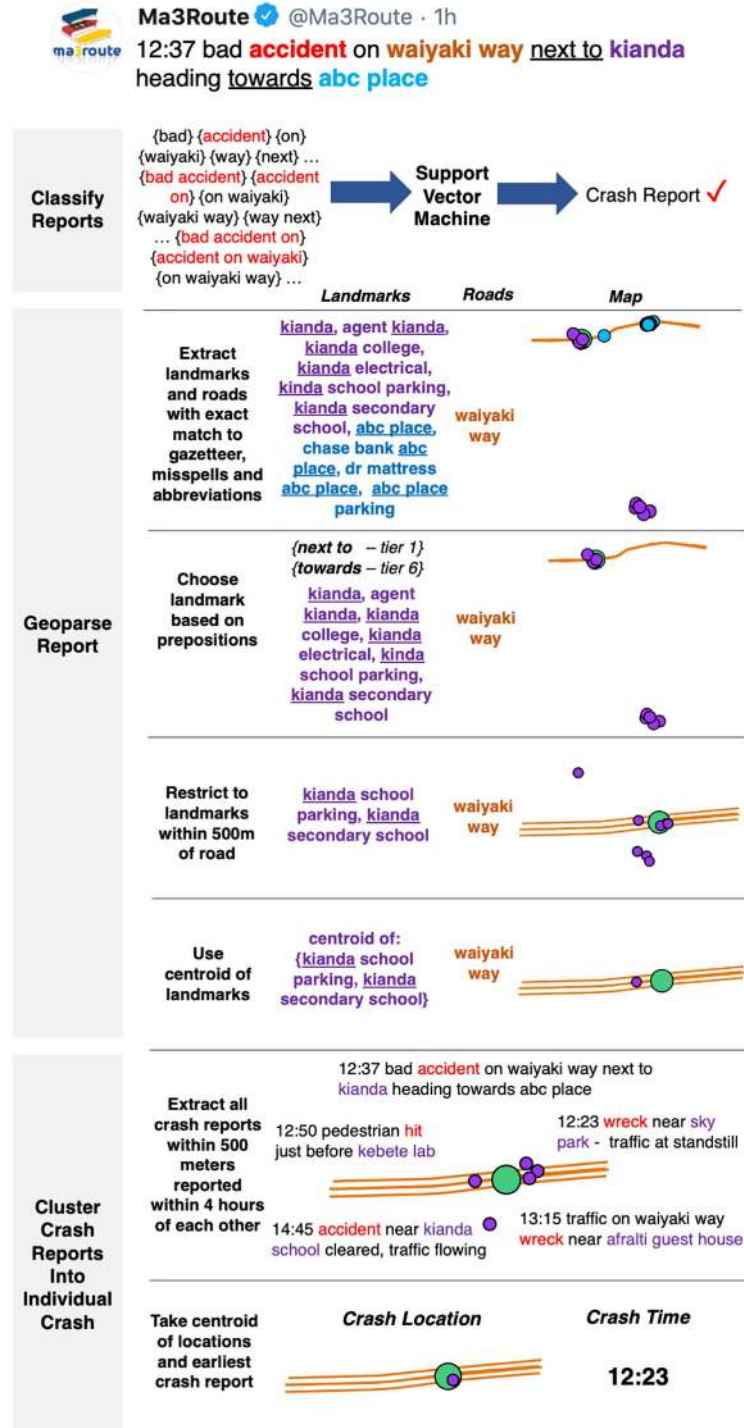 Ma3Route @Ma3Route · 1h
ma3route
12:37 bad accident on waiyaki way next to kianda
heading towards abc place
Classify
Reports
{bad} {accident} {on}
{waiyaki} {way} {next} ...
{bad accident} {accident
on} {on waiyaki}
{waiyaki way} {way next}
... {bad accident on}
{accident on waiyaki}
{on waiyaki way} ...
Support
Vector
Machine
Crash Report ✓
Landmarks
Roads
Map
Geoparse
Report
Extract
landmarks
and roads
with exact
match to
gazetteer,
misspells and
abbreviations
kianda, agent kianda,
kianda college,
kianda electrical,
kinda school parking,
kianda secondary
school, abc place,
chase bank abc
place, dr mattress
abc place, abc place
parking
waiyaki
way
Choose
landmark
based on
prepositions
{next to – tier 1}
{towards – tier 6}
kianda, agent
kianda, kianda
college, kianda
electrical, kinda
school parking,
kianda secondary
school
waiyaki
way
Restrict to
landmarks
within 500m
of road
kianda school
parking, kianda
secondary school
waiyaki
way
Use
centroid of
landmarks
centroid of:
{kianda school
parking, kianda
secondary school}
waiyaki
way
Cluster
Crash
Reports
Into
Individual
Crash
Extract all
crash reports
within 500
meters
reported
within 4 hours
of each other
12:37 bad accident on waiyaki way next to
kianda heading towards abc place
12:50 pedestrian hit
just before kebete lab
12:23 wreck near sky
park - traffic at standstill
14:45 accident near kianda
school cleared, traffic flowing
13:15 traffic on waiyaki way
wreck near afralti guest house
Take centroid
of locations
and earliest
crash report
Crash Location
Crash Time
12:23